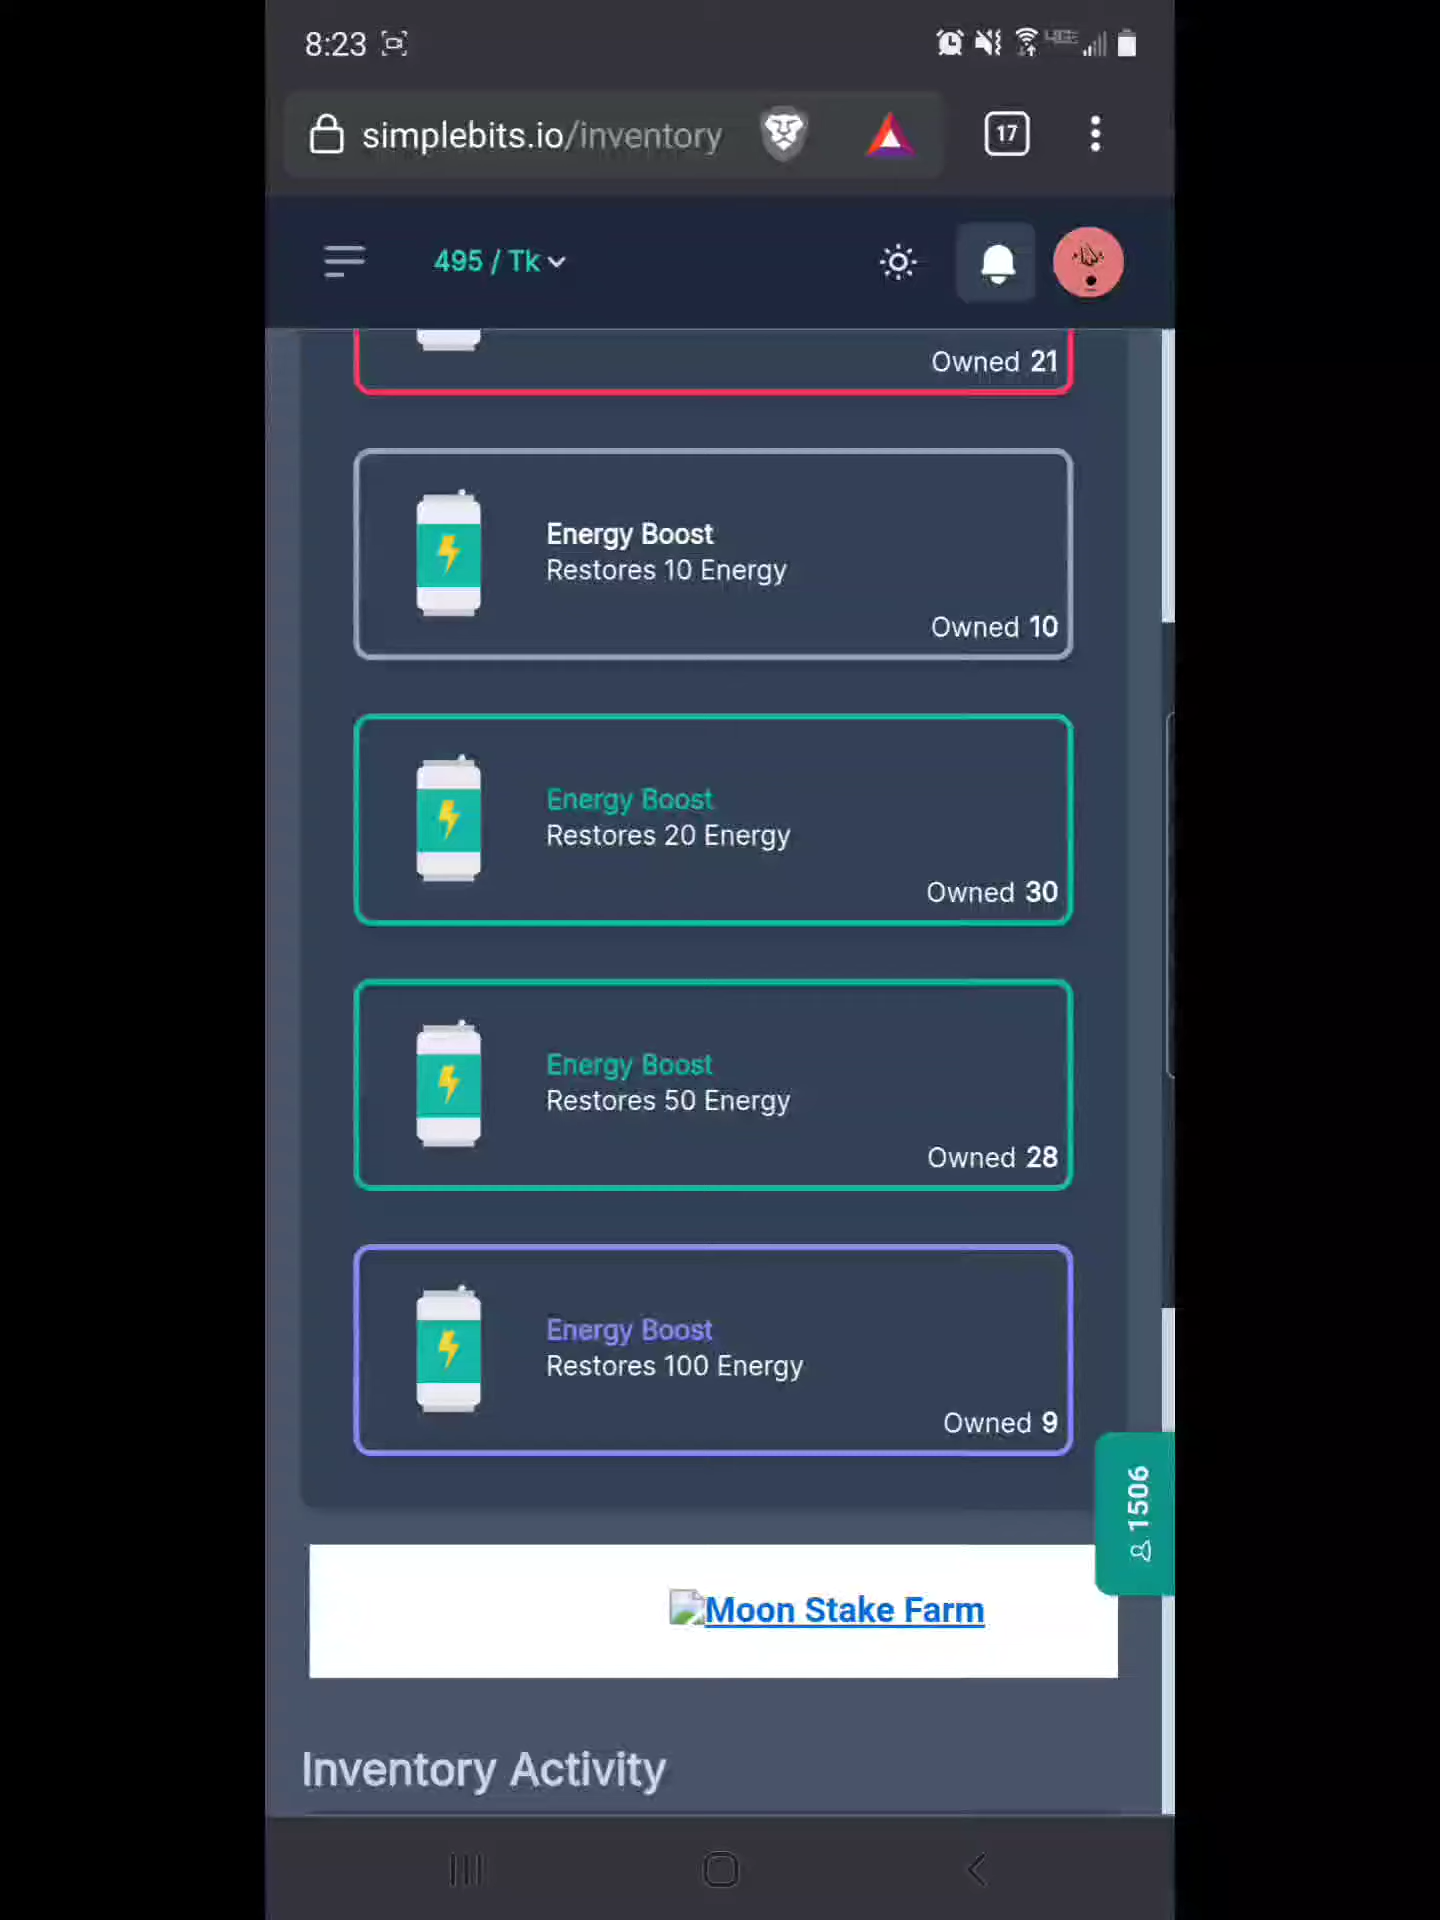 8:23
simplebits.io/inventory
17
495 / Tk
Owned 21
Energy Boost
Restores 10 Energy
Owned 10
Energy Boost
Restores 20 Energy
Owned 30
Energy Boost
Restores 50 Energy
Owned 28
Energy Boost
Restores 100 Energy
Owned 9
1506
Moon Stake Farm
Inventory Activity